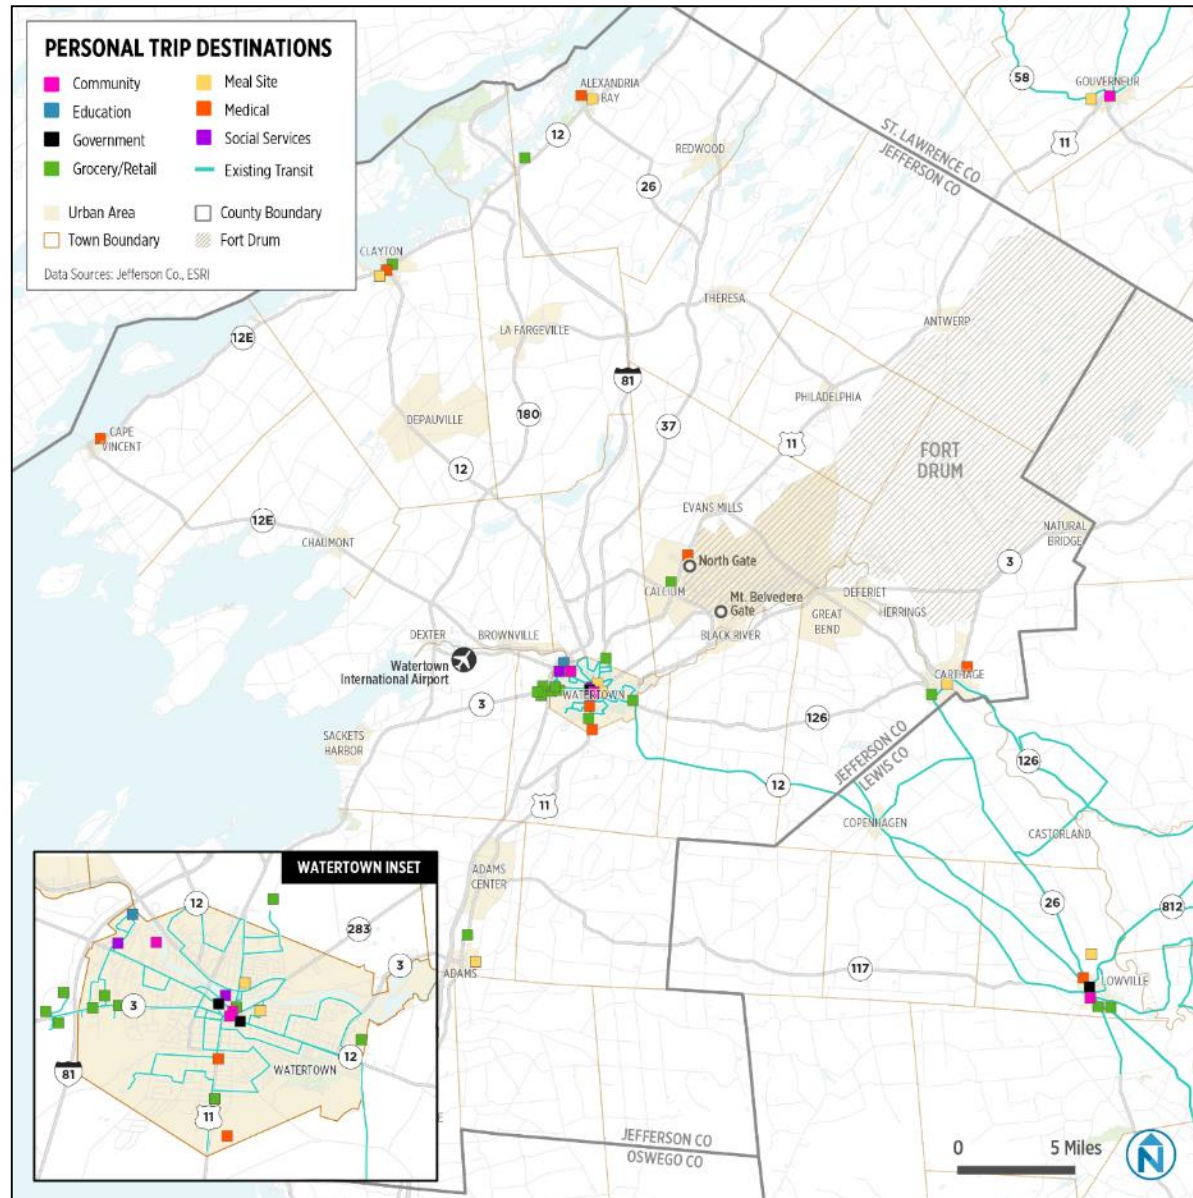 PERSONAL TRIP DESTINATIONS
Community
Meal Site
Education
Medical
Government
Social Services
Grocery/Retail
Existing Transit
Urban Area
County Boundary
Town Boundary
Fort Drum
Data Sources: Jefferson Co., ESRI
ALEXANDRIA
BAY
58
GOUVERNEUR
12
REDWOOD
ST. LAWRENCE CO
JEFFERSON CO
11
26
CLAYTON
THERESA
ANTWERP
LA FARGEVILLE
12E
81
PHILADELPHIA
DEPAUVILLE
180
37
11
CAPE
VINCENT
FORT
DRUM
12
EVANS MILLS
12E
CHAUMONT
NATURAL
BRIDGE
North Gate
3
CALCIUM
Mt. Belvedere
Gate
DEFERIET
HERRINGS
GREAT
BEND
BLACK RIVER
DEXTER
BROWNVILLE
Watertown
International Airport
CARTHAGE
WATERTOWN
3
126
SACKETS
HARBOR
JEFFERSON CO
LEWIS CO
126
12
11
COPENHAGEN
CASTORLAND
ADAMS
CENTER
26
812
ADAMS
117
LOWVILLE
WATERTOWN INSET
12
283
3
3
12
WATERTOWN
81
11
E
JEFFERSON CO
OSWEGO CO
0
5 Miles
N